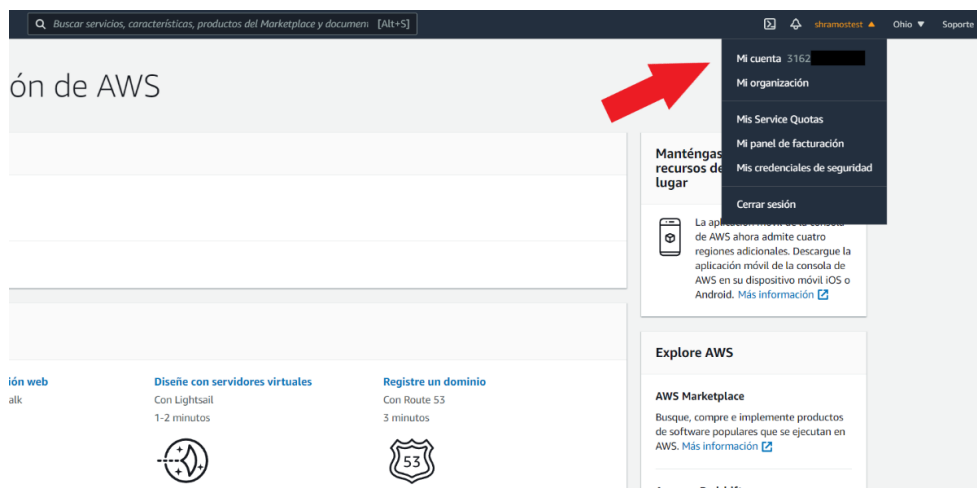 Buscar servicios, características, productos del Marketplace y document [Alt+S]
shramostest ▲ Ohio ▼ Soporte
ón de AWS
Mi cuenta 3162
Mi organización
Mis Service Quotas
Mi panel de facturación
Mis credenciales de seguridad
Cerrar sesión
Manténgas
recursos de
lugar
de AWS ahora admite cuatro
regiones adicionales. Descargue la
aplicación móvil de la consola de
AWS en su dispositivo móvil iOS o
Android. Más información
Explore AWS
AWS Marketplace
Busque, compre e implemente productos
de software populares que se ejecutan en
AWS. Más información
ión web
alk
Diseñe con servidores virtuales
Con Lightsail
1-2 minutos
Registre un dominio
Con Route 53
3 minutos
53